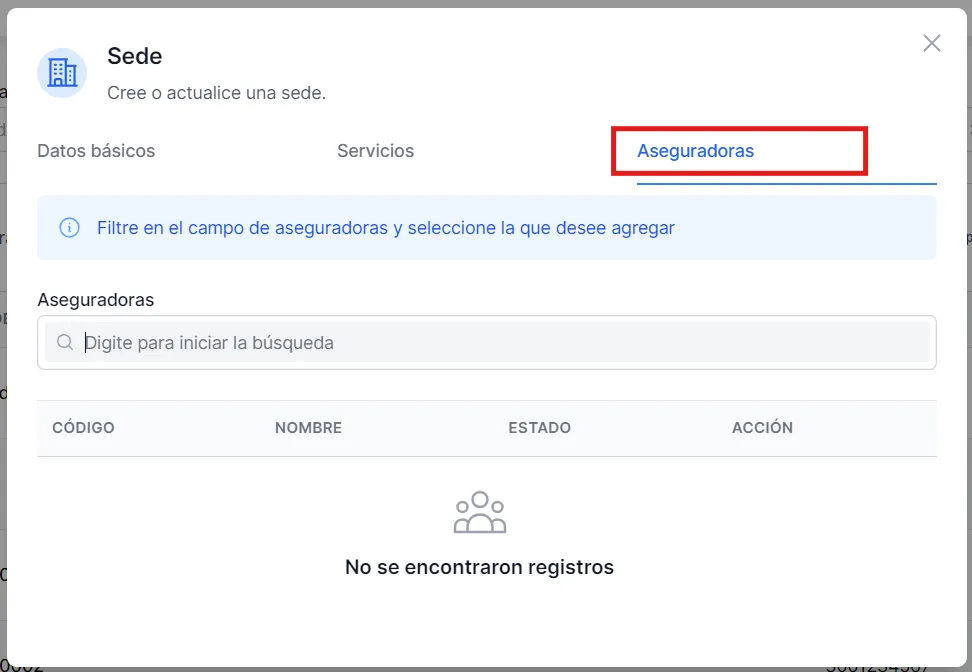 Sede
Cree o actualice una sede.
Datos básicos
Servicios
Aseguradoras
Filtre en el campo de aseguradoras y seleccione la que desee agregar
Aseguradoras
Digite para iniciar la búsqueda
CÓDIGO
NOMBRE
ESTADO
ACCIÓN
No se encontraron registros